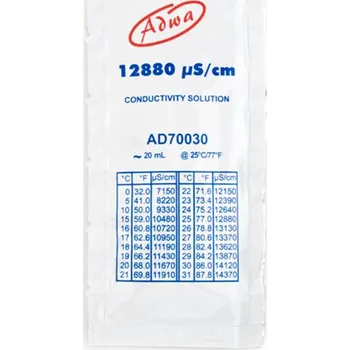 Adwa
12880 µS/cm
CONDUCTIVITY SOLUTION
AD70030
~ 20 mL @ 25°C/77°F
°C °F µS/cm °C °F µS/cm
0 32.0 7150 22 71.6 12150
5 41.0 8220 23 73.4 12390
10 50.0 9330 24 75.2 12640
15 59.0 10480 25 77.0 12880
16 60.8 10720 26 78.8 13130
17 62.6 10950 27 80.6 13370
18 64.4 11190 28 82.4 13620
19 66.2 11430 29 84.2 13870
20 68.0 11670 30 86.0 14120
21 69.8 11910 31 87.8 14370